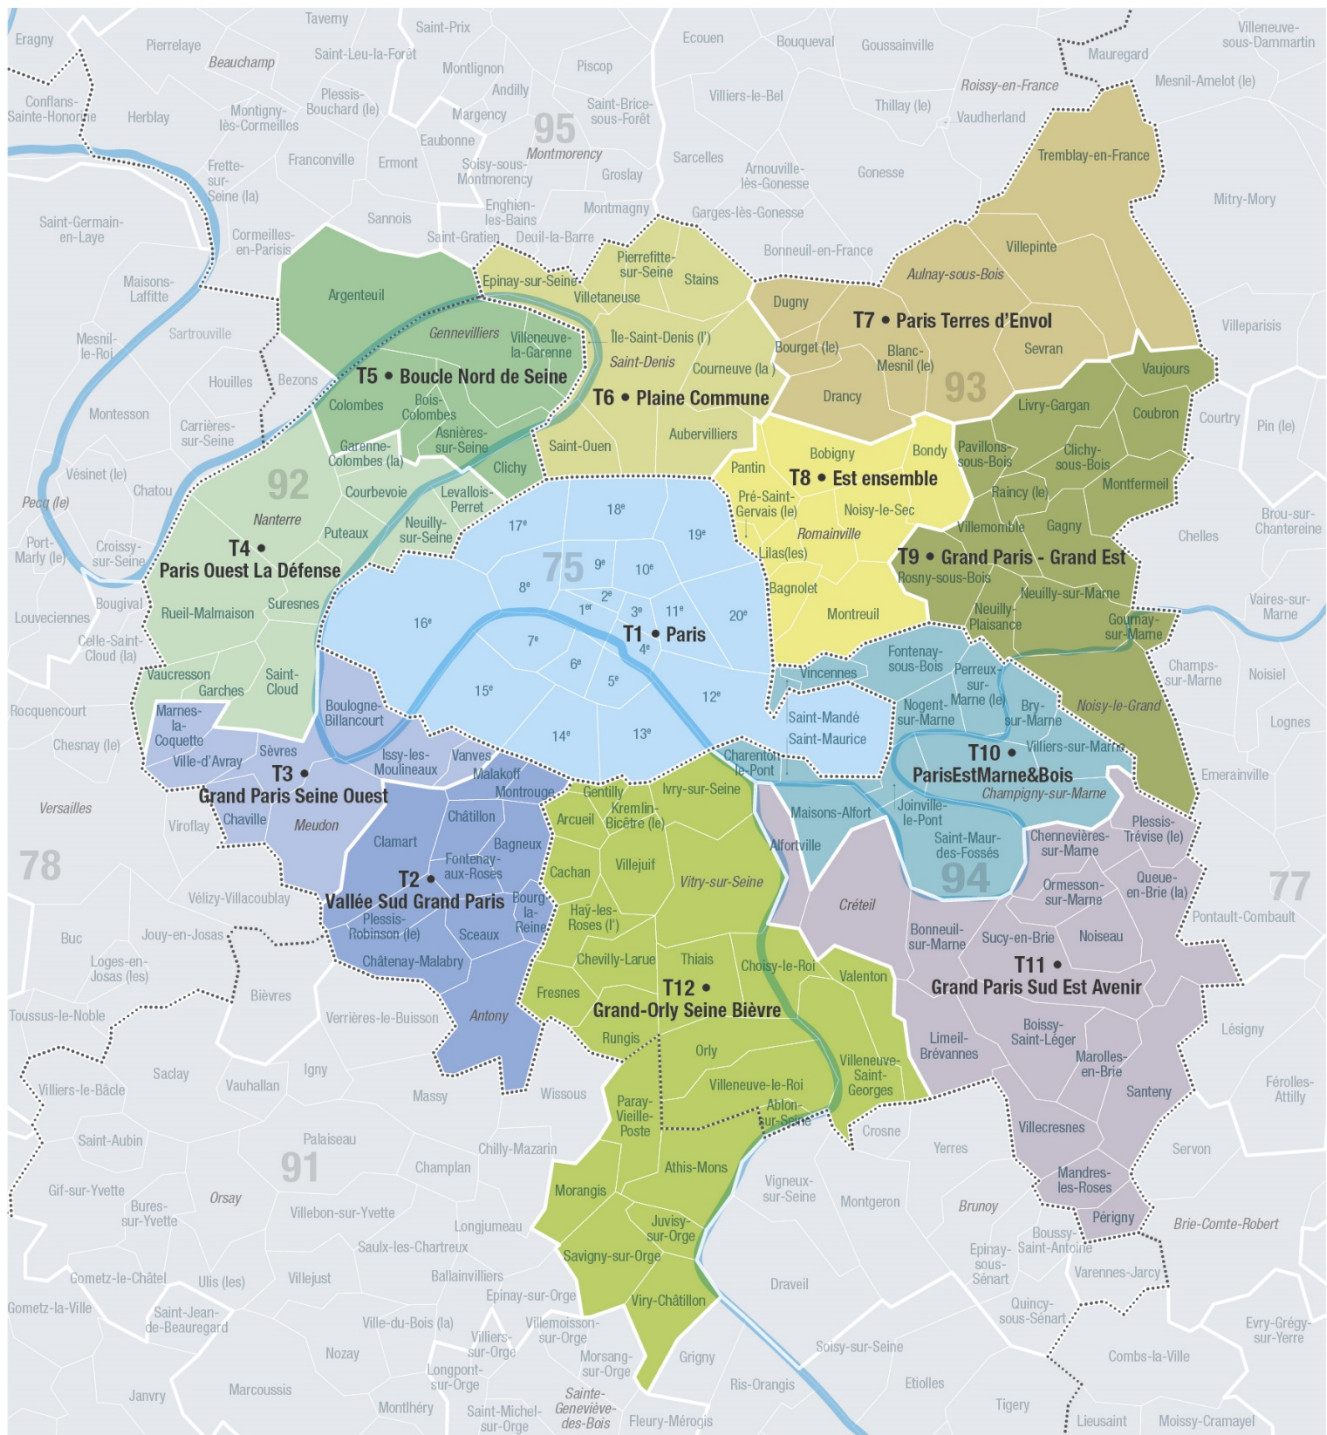 Taverny
Saint-Prix
Eragny
Pierrelaye
Beauchamp
Saint-Leu-la-Forêt
Montlignon
Piscop
Ecouen
Bouqueval
Goussainville
Mauregard
Villeneuve-
sous-Dammartin
Conflans-
Sainte-Honorine
Herblay
Montigny-
lès-Cormeilles
Plessis-
Bouchard (le)
Andilly
Margency
Saint-Brice-
sous-Forêt
Villiers-le-Bel
Roissy-en-France
Thillay (le)
Vaudherland
Mesnil-Amelot (le)
Eaubonne
95
Montmorency
Franconville
Ermont
Soisy-sous-
Montmorency
Groslay
Sarcelles
Arnouville-
lès-Gonesse
Gonesse
Tremblay-en-France
Mitry-Mory
Frette-
sur-
Seine (la)
Sannois
Enghien-
les-Bains
Montmagny
Garges-lès-Gonesse
Saint-Germain-
en-Laye
Cormeilles-
en-Parisis
Saint-Gratien
Deuil-la-Barre
Bonneuil-en-France
Villepinte
Maisons-
Laffitte
Argenteuil
Epinay-sur-Seine
Pierrefitte-
sur-Seine
Stains
Villetaneuse
Dugny
Aulnay-sous-Bois
Mesnil-
le-Roi
Sartrouville
Gennevilliers
Villeneuve-
la-Garenne
Île-Saint-Denis (l')
Saint-Denis
T7 • Paris Terres d'Envol
Bourget (le)
Blanc-
Mesnil (le)
Sevran
Villeparisis
Houilles
Bezons
T5 • Boucle Nord de Seine
Courneuve (la )
T6 • Plaine Commune
Drancy
93
Vaujours
Montesson
Carrières-
sur-Seine
Colombes
Bois-
Colombes
Asnières-
sur-Seine
Saint-Ouen
Aubervilliers
Livry-Gargan
Coubron
Courtry
Pin (le)
Garenne-
Colombes (la)
Clichy
Pantin
Bobigny
Bondy
Pavillons-
sous-Bois
Clichy-
sous-Bois
Vésinet (le)
Chatou
92
Courbevoie
Levallois-
Perret
T8 • Est ensemble
Pré-Saint-
Gervais (le)
Noisy-le-Sec
Raincy (le)
Montfermeil
Pecq (le)
Nanterre
Puteaux
Neuilly-
sur-Seine
17e
18e
19e
Romainville
Villemomble
Gagny
Brou-sur-
Chantereine
Chelles
Port-
Marly (le)
Croissy-
sur-Seine
T4
Paris Ouest La Défense
75
9e
10e
8e
2e
1er
3e
11e
20e
Lilas(les)
Bagnolet
T9 • Grand Paris - Grand Est
Rosny-sous-Bois
Neuilly-sur-Marne
Louveciennes
Bougival
Rueil-Malmaison
Suresnes
16e
T1 • Paris
4e
7e
Montreuil
Neuilly-
Plaisance
Gournay-
sur-Marne
Vaires-sur-
Marne
Celle-Saint-
Cloud (la)
Vaucresson
Garches
Saint-
Cloud
6e
5e
15e
12e
14e
13e
Vincennes
Fontenay-
sous-Bois
Perreux-
sur-
Marne (le)
Champs-
sur-Marne
Noisiel
Rocquencourt
Marnes-
la-
Coquette
Boulogne-
Billancourt
Saint-Mandé
Saint-Maurice
Nogent-
sur-Marne
Bry-
sur-Marne
Noisy-le-Grand
Lognes
Chesnay (le)
Ville-d'Avray
Sèvres
Issy-les-
Moulineaux
Vanves
Malakoff
Charenton
le-Pont
T10
ParisEstMarne&Bois
Villiers-sur-Marne
Champigny-sur-Marne
Emerainville
T3
Grand Paris Seine Ouest
Montrouge
Gentilly
Ivry-sur-Seine
Versailles
Viroflay
Chaville
Meudon
Châtillon
Arcueil
Kremlin-
Bicêtre (le)
Maisons-Alfort
Joinville-
le-Pont
Plessis-
Trévise (le)
Clamart
Bagneux
Alfortville
Saint-Maur-
des-Fossés
Chennevières-
sur-Marne
78
Fontenay-
aux-Roses
Cachan
Villejuif
Vitry-sur-Seine
94
Ormesson-
sur-Marne
Queue-
en-Brie (la)
77
T2
Vallée Sud Grand Paris
Vélizy-Villacoublay
Plessis-
Robinson (le)
Bourg-
la-
Reine
Haÿ-les-
Roses (l')
Créteil
Pontault-Combault
Buc
Jouy-en-Josas
Sceaux
Bonneuil-
sur-Marne
Sucy-en-Brie
Noiseau
Loges-en-
Josas (les)
Châtenay-Malabry
Chevilly-Larue
Thiais
Choisy-le-Roi
Valenton
T11
Grand Paris Sud Est Avenir
Bièvres
Fresnes
T12
Grand-Orly Seine Bièvre
Toussus-le-Noble
Verrières-le-Buisson
Antony
Rungis
Orly
Limeil-
Brévannes
Boissy-
Saint-Léger
Lésigny
Saclay
Igny
Villeneuve-
Saint-
Georges
Marolles-
en-Brie
Villiers-le-Bâcle
Vauhallan
Massy
Wissous
Villeneuve-le-Roi
Santeny
Férolles-
Attilly
Paray-
Vieille-
Poste
Ablon-
sur-Seine
Saint-Aubin
Palaiseau
Chilly-Mazarin
Crosne
Yerres
Villecresnes
Servon
91
Champlan
Athis-Mons
Mandres-
les-Roses
Gif-sur-Yvette
Bures-
sur-Yvette
Orsay
Villebon-sur-Yvette
Morangis
Vigneux-
sur-Seine
Montgeron
Brunoy
Périgny
Brie-Comte-Robert
Longjumeau
Juvisy-
sur-Orge
Boussy-
Saint-Antoine
Saulx-les-Chartreux
Savigny-sur-Orge
Epinay-
sous-
Sénart
Varennes-Jarcy
Gometz-le-Châtel
Ulis (les)
Villejust
Ballainvilliers
Epinay-sur-Orge
Viry-Châtillon
Draveil
Gometz-la-Ville
Saint-Jean-
de-Beauregard
Ville-du-Bois (la)
Villemoisson-
sur-Orge
Quincy-
sous-Sénart
Evry-Grégy-
sur-Yerre
Nozay
Villiers-
sur-Orge
Morsang-
sur-Orge
Grigny
Soisy-sur-Seine
Combs-la-Ville
Janvry
Marcoussis
Longpont-
sur-Orge
Ris-Orangis
Etiolles
Montlhéry
Saint-Michel-
sur-Orge
Sainte-
Geneviève-
des-Bois
Fleury-Mérogis
Tigery
Lieusaint
Moissy-Cramayel